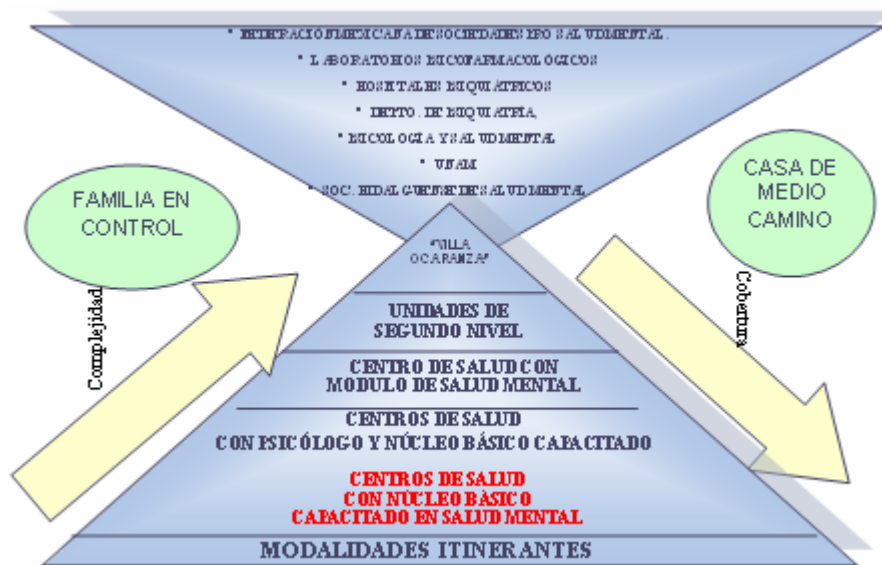 * FEDERACIÓN MEXICANA DE SOCIEDADES PRO SALUD MENTAL.
* LABORATORIOS PSICOFARMACOLÓGICOS
* HOSPITALES PSIQUIÁTRICOS
* DEPTO. DE PSIQUATRÍA,
* PSICOLOGÍA Y SALUD MENTAL
* UNAM
* SOC. HIDALGUENSE DE SALUD MENTAL
FAMILIA EN
CONTROL
CASA DE
MEDIO
CAMINO
Complejidad
Cobertura
"VILLA
OCARANZA"
UNIDADES DE
SEGUNDO NIVEL
CENTRO DE SALUD CON
MODULO DE SALUD MENTAL
CENTROS DE SALUD
CON PSICÓLOGO Y NÚCLEO BÁSICO CAPACITADO
CENTROS DE SALUD
CON NÚCLEO BÀSICO
CAPACITADO EN SALUD MENTAL
MODALIDADES ITINERANTES